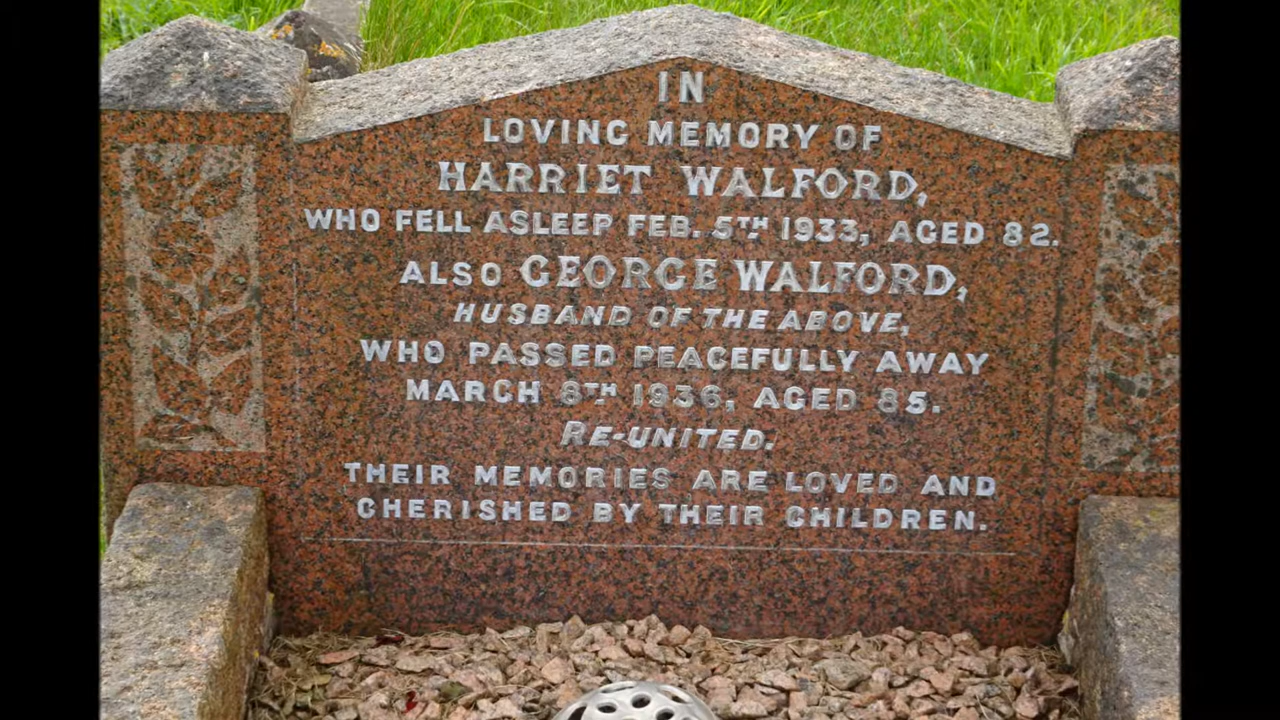 IN
LOVING MEMORY OF
HARRIET WALFORD,
WHO FELL ASLEEP FEB. 5TH 1933, AGED 82.
ALSO GEORGE WALFORD,
HUSBAND OF THE ABOVE,
WHO PASSED PEACEFULLY AWAY
MARCH 8TH 1936, AGED 85.
RE-UNITED.
THEIR MEMORIES ARE LOVED AND
CHERISHED BY THEIR CHILDREN.